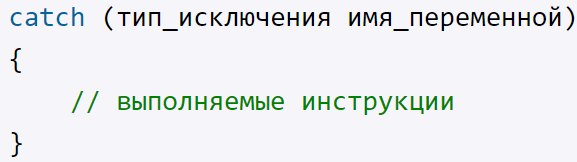 catch (тип_исключения имя_переменной)
{
    // выполняемые инструкции
}